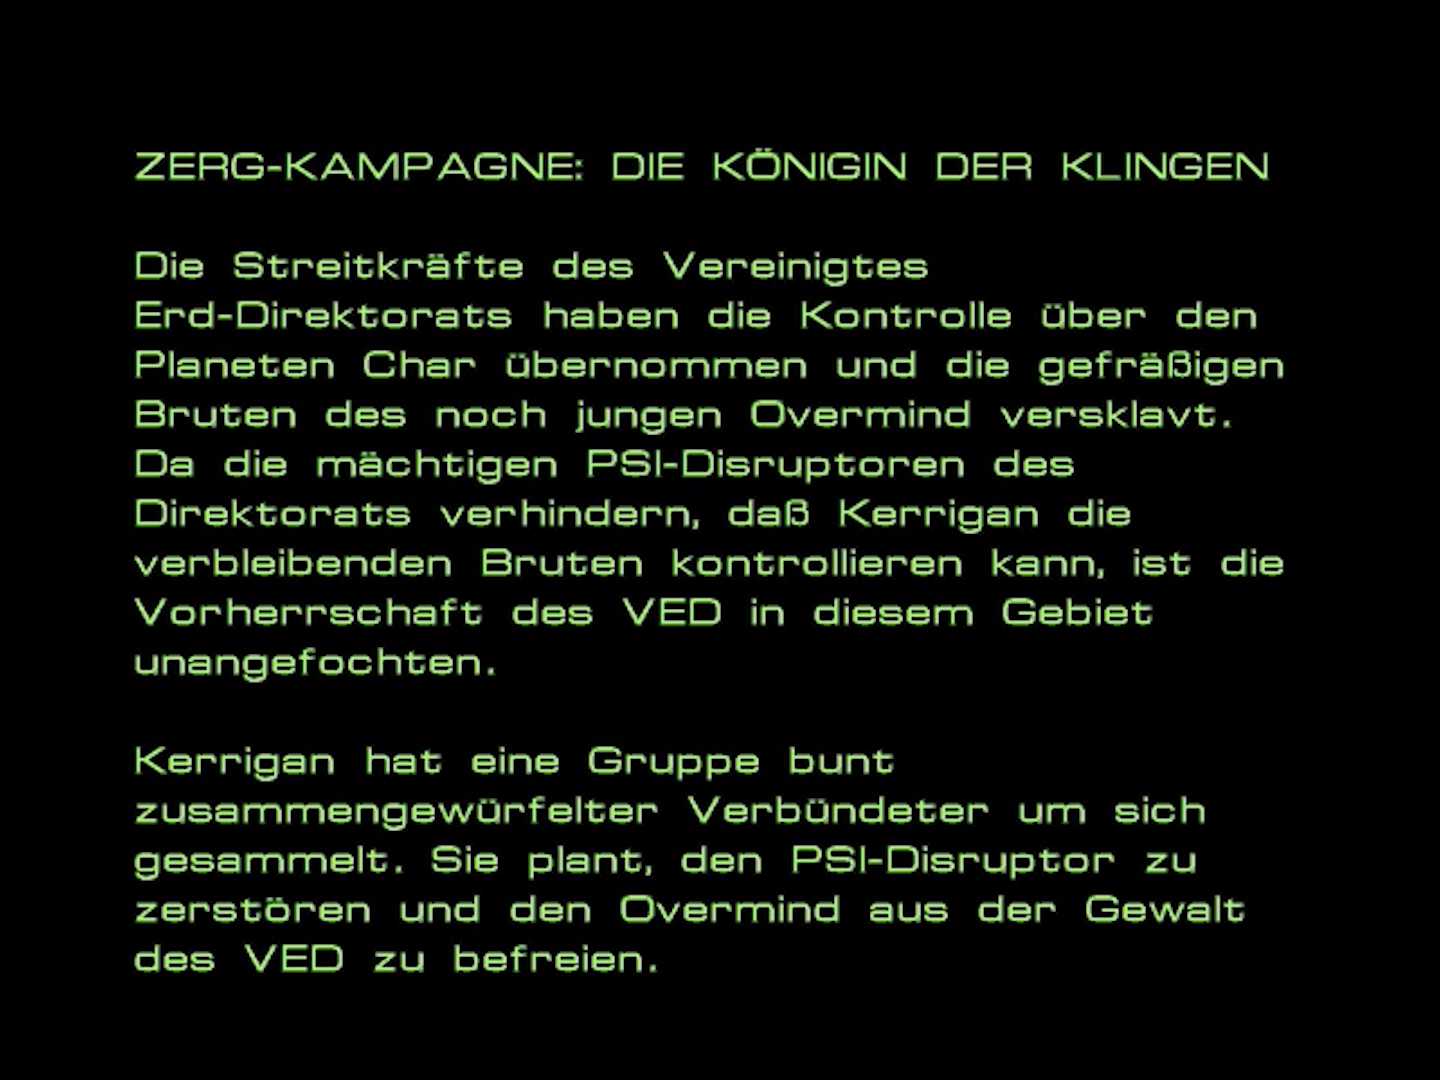 ZERG-KAMPAGNE: DIE KÖNIGIN DER KLINGEN
Die Streitkräfte des Vereinigtes
Erd-Direktorats haben die Kontrolle über den
Planeten Char übernommen und die gefräßigen
Bruten des noch jungen Overmind versklavt.
Da die mächtigen PSI-Disruptoren des
Direktorats verhindern, daß Kerrigan die
verbleibenden Bruten kontrollieren kann, ist die
Vorherrschaft des VED in diesem Gebiet
unangefochten.
Kerrigan hat eine Gruppe bunt
zusammengewürfelter Verbündeter um sich
gesammelt. Sie plant, den PSI-Disruptor zu
zerstören und den Overmind aus der Gewalt
des VED zu befreien.